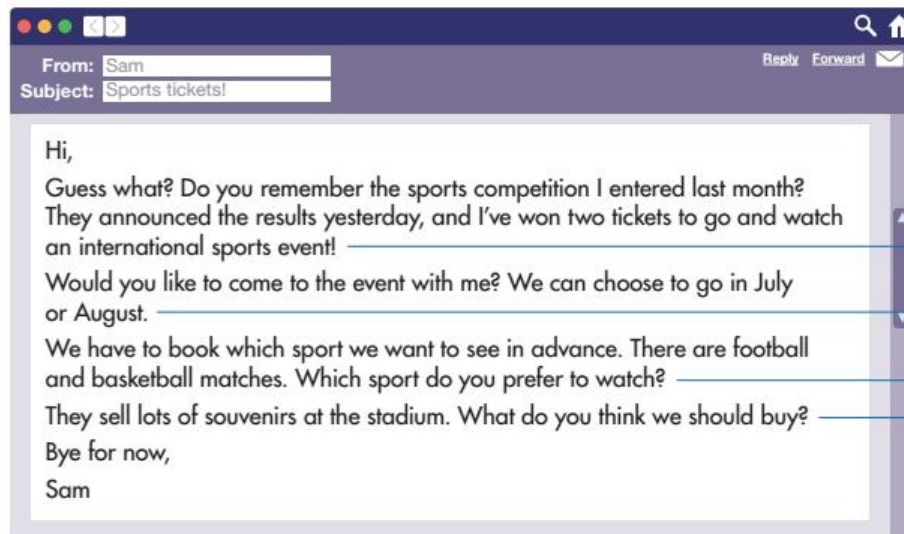 From: Sam
Reply Forward
Subject: Sports tickets!
Hi,
Guess what? Do you remember the sports competition I entered last month?
They announced the results yesterday, and I've won two tickets to go and watch
an international sports event!
Would you like to come to the event with me? We can choose to go in July
or August.
We have to book which sport we want to see in advance. There are football
and basketball matches. Which sport do you prefer to watch?
They sell lots of souvenirs at the stadium. What do you think we should buy?
Bye for now,
Sam